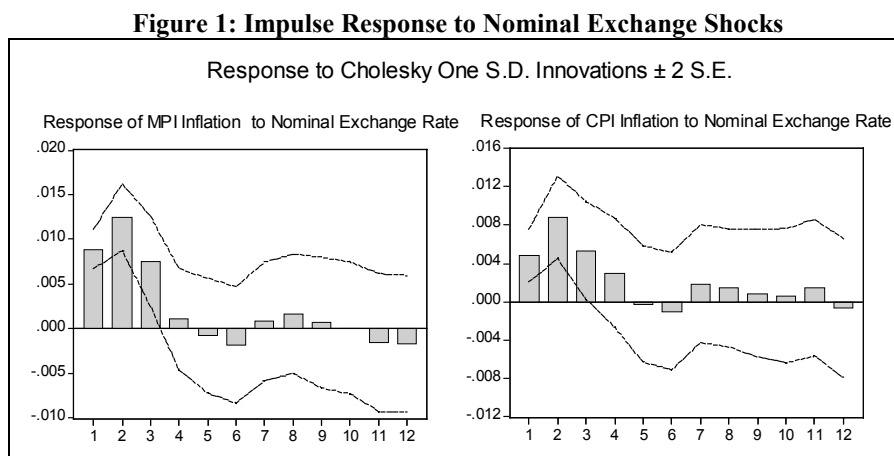 Figure 1: Impulse Response to Nominal Exchange Shocks
Response to Cholesky One S.D. Innovations ± 2 S.E.
Response of MPI Inflation to Nominal Exchange Rate
.020
.015
.010
.005
.000
-.005
-.010
1 2 3 4 5 6 7 8 9 10 11 12
Response of CPI Inflation to Nominal Exchange Rate
.016
.012
.008
.004
.000
-.004
-.008
-.012
1 2 3 4 5 6 7 8 9 10 11 12